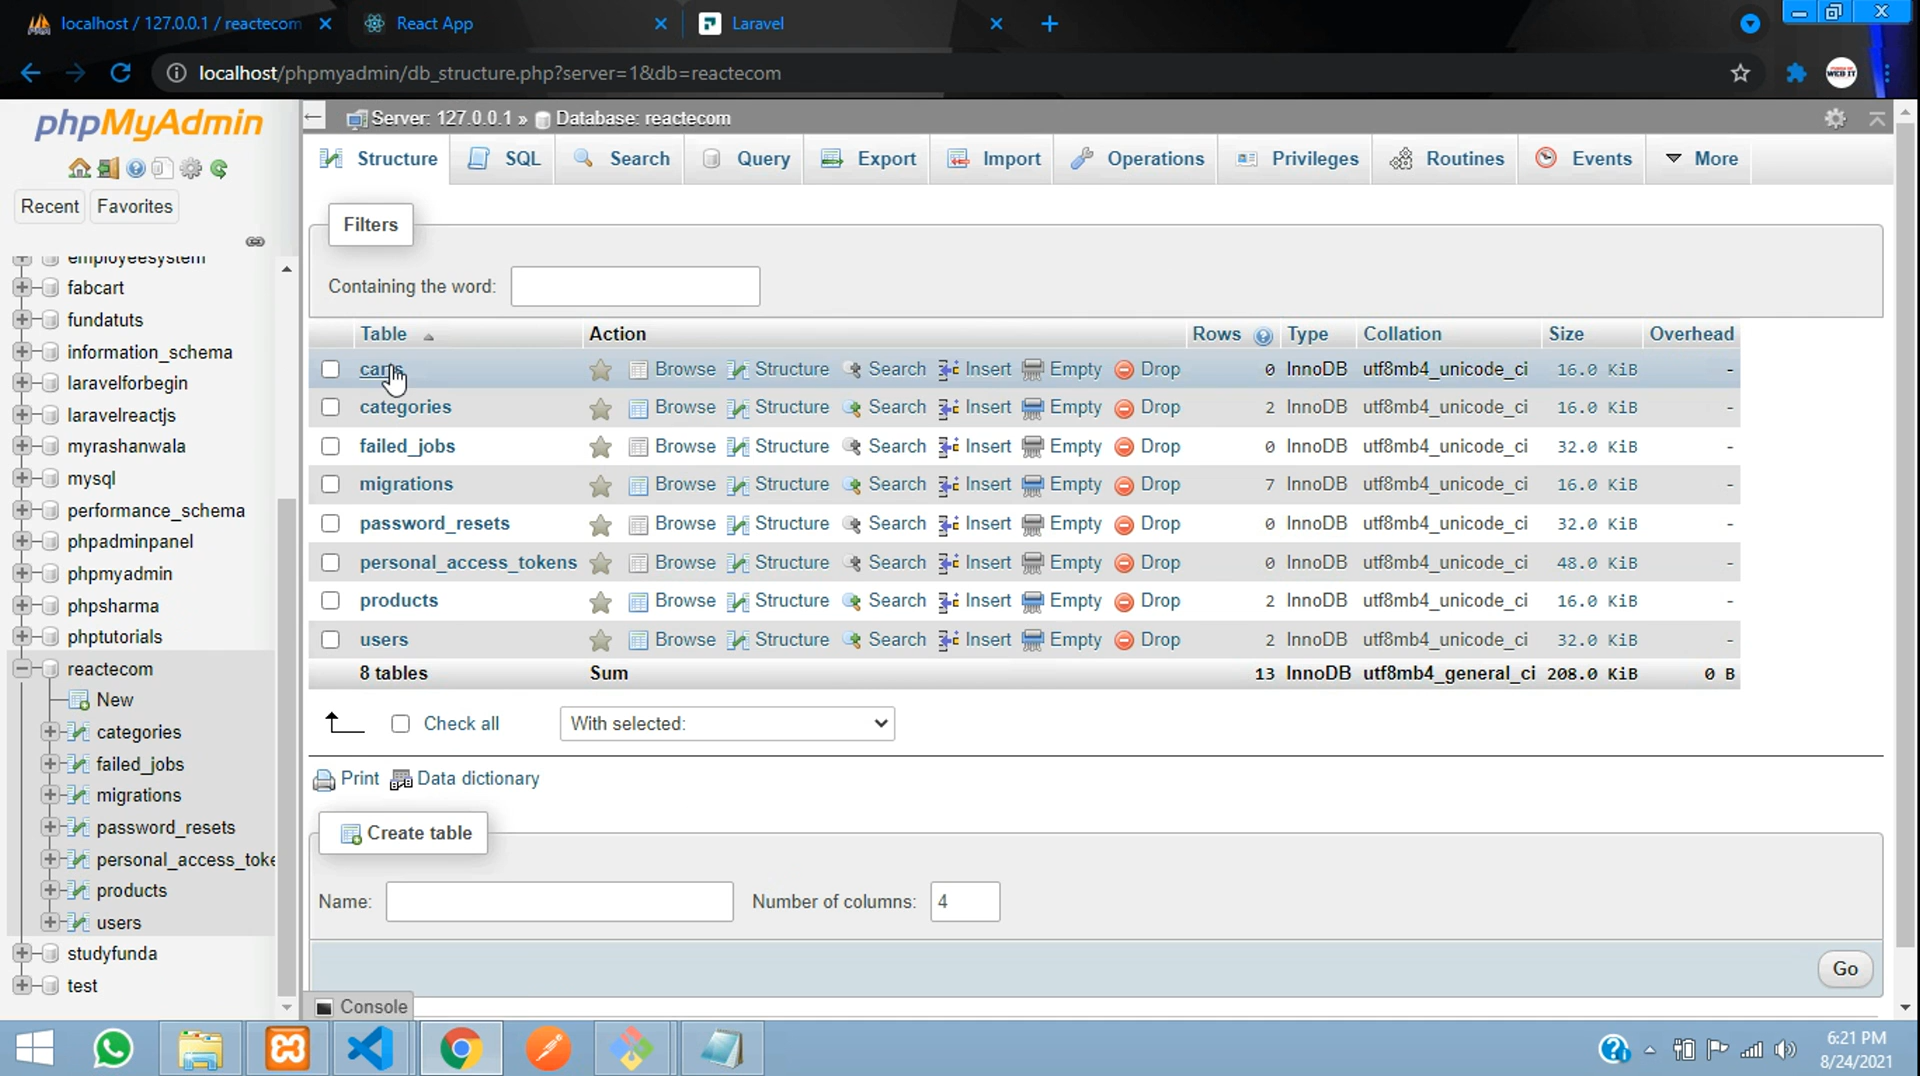 localhost / 127.0.0.1 / reactecom
React App
Laravel
localhost/phpmyadmin/db_structure.php?server=1&db=reactecom
WEB IT
phpMyAdmin
Recent Favorites
employeesystem
fabcart
fundatuts
information_schema
laravelforbegin
laravelreactjs
myrashanwala
mysql
performance_schema
phpadminpanel
phpmyadmin
phpsharma
phptutorials
reactecom
New
categories
failed_jobs
migrations
password_resets
personal_access_toke
products
users
studyfunda
test
Server: 127.0.0.1 » Database: reactecom
Structure SQL Search Query Export Import Operations Privileges Routines Events More
Filters
Containing the word:
Table Action Rows Type Collation Size Overhead
carts Browse Structure Search Insert Empty Drop 0 InnoDB utf8mb4_unicode_ci 16.0 KiB -
categories Browse Structure Search Insert Empty Drop 2 InnoDB utf8mb4_unicode_ci 16.0 KiB -
failed_jobs Browse Structure Search Insert Empty Drop 0 InnoDB utf8mb4_unicode_ci 32.0 KiB -
migrations Browse Structure Search Insert Empty Drop 7 InnoDB utf8mb4_unicode_ci 16.0 KiB -
password_resets Browse Structure Search Insert Empty Drop 0 InnoDB utf8mb4_unicode_ci 32.0 KiB -
personal_access_tokens Browse Structure Search Insert Empty Drop 0 InnoDB utf8mb4_unicode_ci 48.0 KiB -
products Browse Structure Search Insert Empty Drop 2 InnoDB utf8mb4_unicode_ci 16.0 KiB -
users Browse Structure Search Insert Empty Drop 2 InnoDB utf8mb4_unicode_ci 32.0 KiB -
8 tables Sum 13 InnoDB utf8mb4_general_ci 208.0 KiB 0 B
Check all With selected:
Print Data dictionary
Create table
Name: Number of columns: 4
Go
Console
6:21 PM
8/24/2021